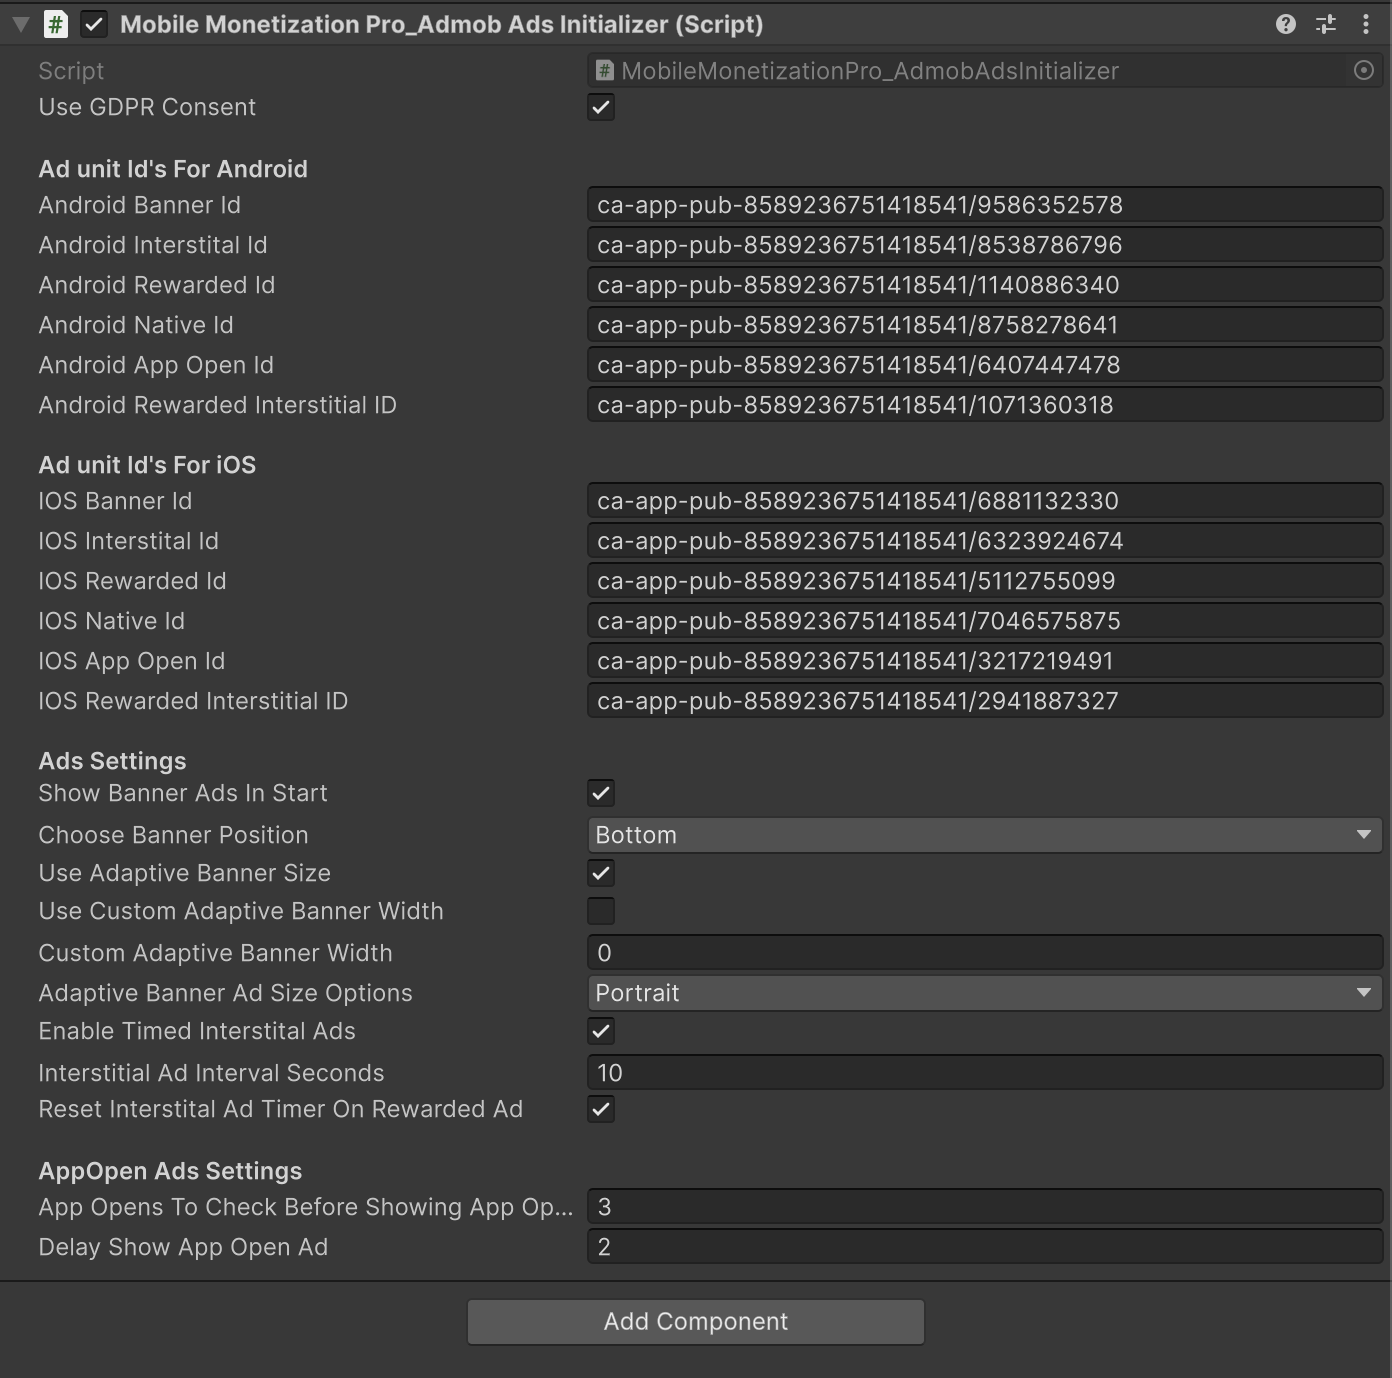 Mobile Monetization Pro_Admob Ads Initializer (Script)
Script MobileMonetizationPro_AdmobAdsInitializer
Use GDPR Consent
Ad unit Id's For Android
Android Banner Id ca-app-pub-8589236751418541/9586352578
Android Interstital Id ca-app-pub-8589236751418541/8538786796
Android Rewarded Id ca-app-pub-8589236751418541/1140886340
Android Native Id ca-app-pub-8589236751418541/8758278641
Android App Open Id ca-app-pub-8589236751418541/6407447478
Android Rewarded Interstitial ID ca-app-pub-8589236751418541/1071360318
Ad unit Id's For iOS
IOS Banner Id ca-app-pub-8589236751418541/6881132330
IOS Interstital Id ca-app-pub-8589236751418541/6323924674
IOS Rewarded Id ca-app-pub-8589236751418541/5112755099
IOS Native Id ca-app-pub-8589236751418541/7046575875
IOS App Open Id ca-app-pub-8589236751418541/3217219491
IOS Rewarded Interstitial ID ca-app-pub-8589236751418541/2941887327
Ads Settings
Show Banner Ads In Start
Choose Banner Position Bottom
Use Adaptive Banner Size
Use Custom Adaptive Banner Width
Custom Adaptive Banner Width 0
Adaptive Banner Ad Size Options Portrait
Enable Timed Interstital Ads
Interstitial Ad Interval Seconds 10
Reset Interstital Ad Timer On Rewarded Ad
AppOpen Ads Settings
App Opens To Check Before Showing App Op... 3
Delay Show App Open Ad 2
Add Component